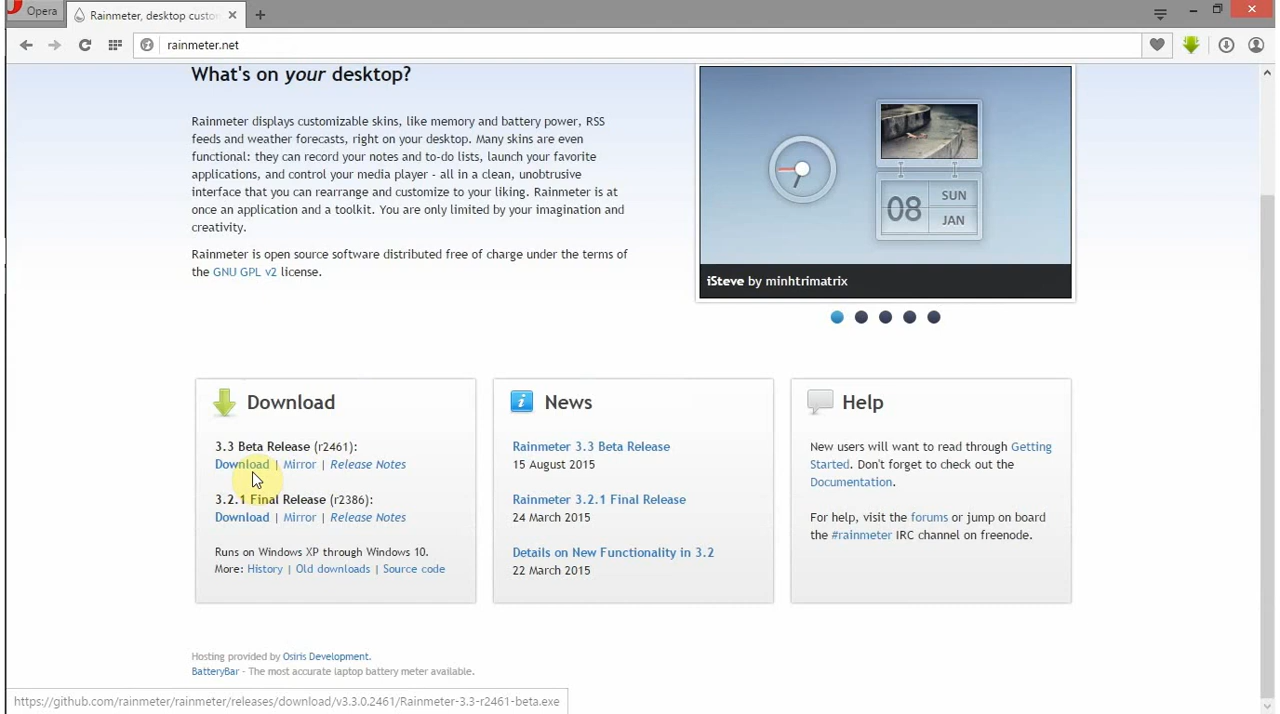 Opera
Rainmeter, desktop custo
rainmeter.net
What's on your desktop?
Rainmeter displays customizable skins, like memory and battery power, RSS
feeds and weather forecasts, right on your desktop. Many skins are even
functional: they can record your notes and to-do lists, launch your favorite
applications, and control your media player - all in a clean, unobtrusive
interface that you can rearrange and customize to your liking. Rainmeter is at
once an application and a toolkit. You are only limited by your imagination and
creativity.
Rainmeter is open source software distributed free of charge under the terms of
the GNU GPL v2 license.
08
SUN
JAN
iSteve by minhtrimatrix
Download
3.3 Beta Release (r2461):
Download | Mirror | Release Notes
3.2.1 Final Release (r2386):
Download | Mirror | Release Notes
Runs on Windows XP through Windows 10.
More: History | Old downloads | Source code
News
Rainmeter 3.3 Beta Release
15 August 2015
Rainmeter 3.2.1 Final Release
24 March 2015
Details on New Functionality in 3.2
22 March 2015
Help
New users will want to read through Getting
Started. Don't forget to check out the
Documentation.
For help, visit the forums or jump on board
the #rainmeter IRC channel on freenode.
Hosting provided by Osiris Development.
BatteryBar - The most accurate laptop battery meter available.
https://github.com/rainmeter/rainmeter/releases/download/v3.3.0.2461/Rainmeter-3.3-r2461-beta.exe